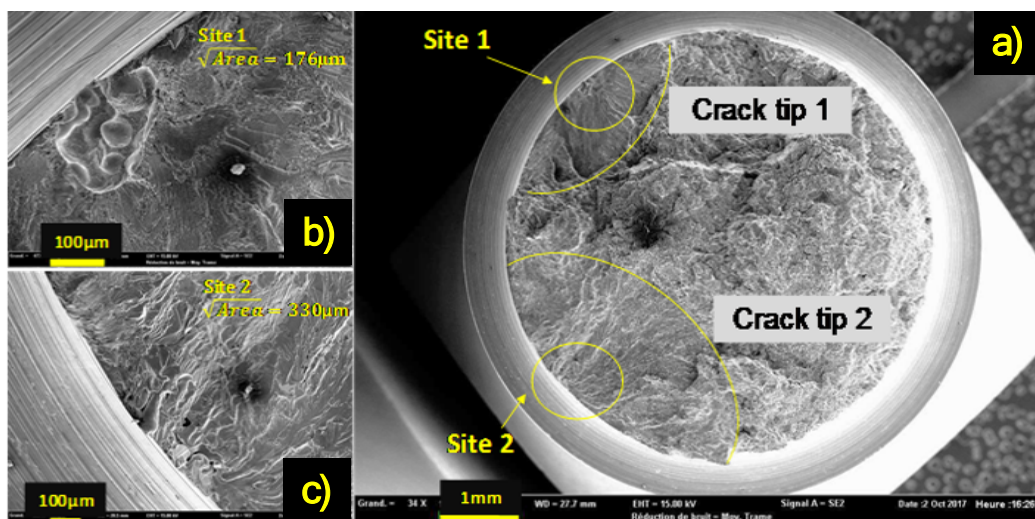 Site 1
√Area = 176μm
b)
100μm
Site 2
√Area = 330μm
c)
100μm
a)
Site 1
Crack tip 1
Crack tip 2
Site 2
1mm
Grand. = 34 X
WD = 27.7 mm
EHT = 15.00 kV
Signal A = SE2
Date :2 Oct 2017
Heure :16:26
Réduction de bruit = Moy. Trame